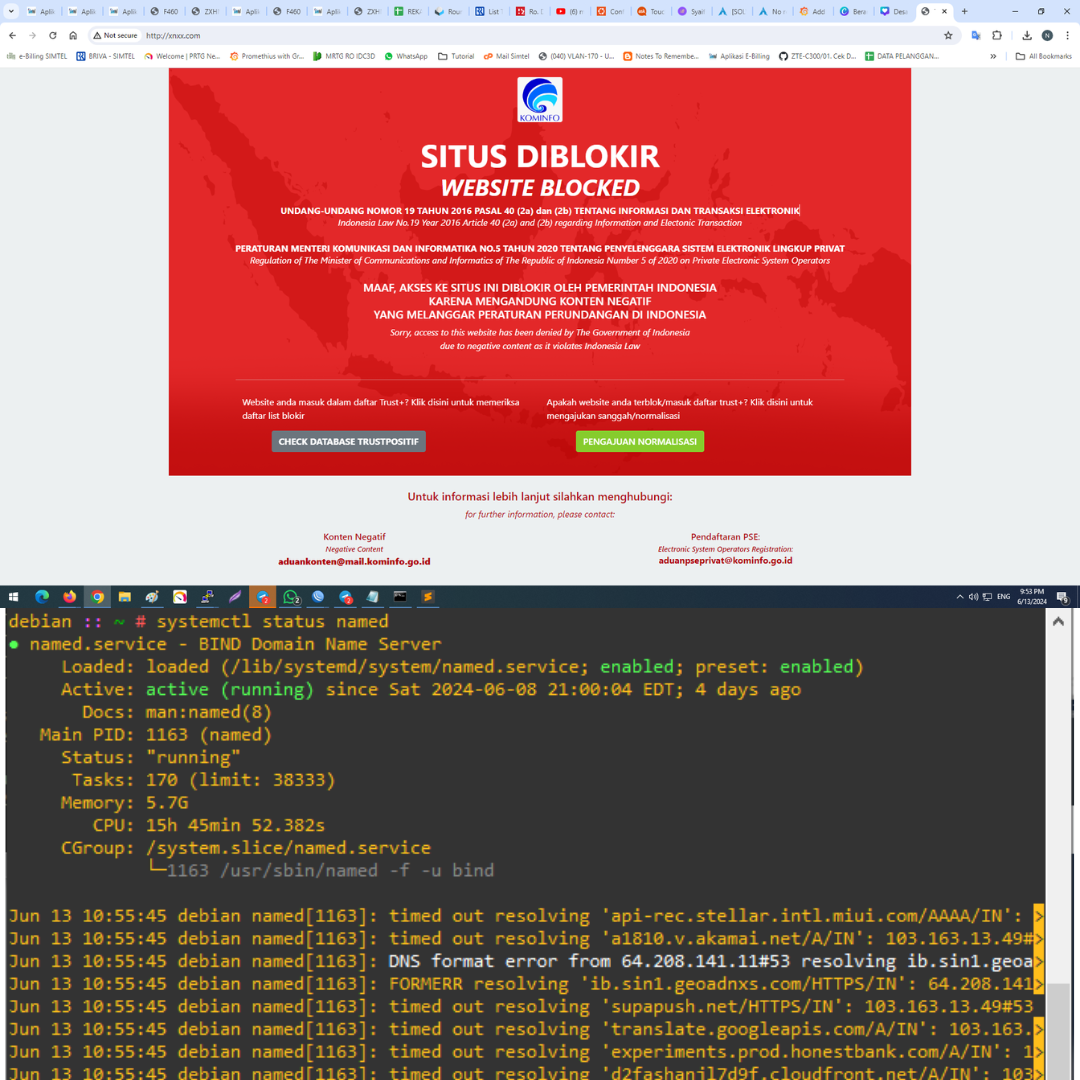 F460
ZXH
F460
ZXH
REK
Rou
List
Ro.
(6)
Con
Touc
Syaif
[SOL
No
Add
Bera
Desa
Not secure http://xnxx.com
e-Billing SIMTEL BRIVA - SIMTEL Welcome | PRTG Ne... Promethius with Gr... MRTG RO IDC3D WhatsApp Tutorial Mail Simtel (040) VLAN-170 - U... Notes To Remembe... Aplikasi E-Billing ZTE-C300/01. Cek D... DATA PELANGGAN... » All Bookmarks
KOMINFO
SITUS DIBLOKIR
WEBSITE BLOCKED
UNDANG-UNDANG NOMOR 19 TAHUN 2016 PASAL 40 (2a) dan (2b) TENTANG INFORMASI DAN TRANSAKSI ELEKTRONIK
Indonesia Law No.19 Year 2016 Article 40 (2a) and (2b) regarding Information and Electonic Transaction
PERATURAN MENTERI KOMUNIKASI DAN INFORMATIKA NO.5 TAHUN 2020 TENTANG PENYELENGGARA SISTEM ELEKTRONIK LINGKUP PRIVAT
Regulation of The Minister of Communications and Informatics of The Republic of Indonesia Number 5 of 2020 on Private Electronic System Operators
MAAF, AKSES KE SITUS INI DIBLOKIR OLEH PEMERINTAH INDONESIA
KARENA MENGANDUNG KONTEN NEGATIF
YANG MELANGGAR PERATURAN PERUNDANGAN DI INDONESIA
Sorry, access to this website has been denied by The Government of Indonesia
due to negative content as it violates Indonesia Law
Website anda masuk dalam daftar Trust+? Klik disini untuk memeriksa
daftar list blokir
CHECK DATABASE TRUSTPOSITIF
Apakah website anda terblok/masuk daftar trust+? Klik disini untuk
mengajukan sanggah/normalisasi
PENGAJUAN NORMALISASI
Untuk informasi lebih lanjut silahkan menghubungi:
for further information, please contact:
Konten Negatif
Negative Content
aduankonten@mail.kominfo.go.id
Pendaftaran PSE:
Electronic System Operators Registration:
aduanpseprivat@kominfo.go.id
ENG
9:53 PM
6/13/2024
debian :: ~ # systemctl status named
● named.service - BIND Domain Name Server
Loaded: loaded (/lib/systemd/system/named.service; enabled; preset: enabled)
Active: active (running) since Sat 2024-06-08 21:00:04 EDT; 4 days ago
Docs: man:named(8)
Main PID: 1163 (named)
Status: "running"
Tasks: 170 (limit: 38333)
Memory: 5.7G
CPU: 15h 45min 52.382s
CGroup: /system.slice/named.service
└─1163 /usr/sbin/named -f -u bind
Jun 13 10:55:45 debian named[1163]: timed out resolving 'api-rec.stellar.intl.miui.com/AAAA/IN': >
Jun 13 10:55:45 debian named[1163]: timed out resolving 'a1810.v.akamai.net/A/IN': 103.163.13.49#>
Jun 13 10:55:45 debian named[1163]: DNS format error from 64.208.141.11#53 resolving ib.sin1.geoa>
Jun 13 10:55:45 debian named[1163]: FORMERR resolving 'ib.sin1.geoadnxs.com/HTTPS/IN': 64.208.141>
Jun 13 10:55:45 debian named[1163]: timed out resolving 'supapush.net/HTTPS/IN': 103.163.13.49#53
Jun 13 10:55:45 debian named[1163]: timed out resolving 'translate.googleapis.com/A/IN': 103.163.>
Jun 13 10:55:45 debian named[1163]: timed out resolving 'experiments.prod.honestbank.com/A/IN': 1>
Jun 13 10:55:45 debian named[1163]: timed out resolving 'd2fashanjl7d9f.cloudfront.net/A/IN': 103>